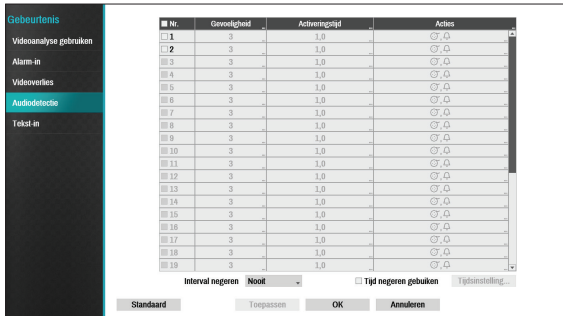 Gebeurtenis
Videoanalyse gebruiken
Alarm-in
Videoverlies
Audiodetectie
Tekst-in
Nr. Gevoeligheid Activeringstijd Acties
1 3 1,0
2 3 1,0
3 3 1,0
4 3 1,0
5 3 1,0
6 3 1,0
7 3 1,0
8 3 1,0
9 3 1,0
10 3 1,0
11 3 1,0
12 3 1,0
13 3 1,0
14 3 1,0
15 3 1,0
16 3 1,0
17 3 1,0
18 3 1,0
19 3 1,0
Interval negeren Nooit Tijd negeren gebuiken Tijdsinstelling...
Standaard Toepassen OK Annuleren